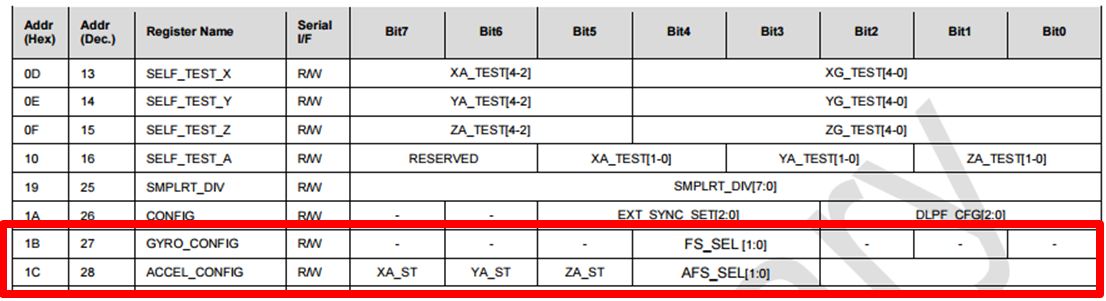 Addr (Hex) Addr (Dec.) Register Name Serial I/F Bit7 Bit6 Bit5 Bit4 Bit3 Bit2 Bit1 Bit0
0D 13 SELF_TEST_X R/W XA_TEST[4-2] XG_TEST[4-0]
0E 14 SELF_TEST_Y R/W YA_TEST[4-2] YG_TEST[4-0]
0F 15 SELF_TEST_Z R/W ZA_TEST[4-2] ZG_TEST[4-0]
10 16 SELF_TEST_A R/W RESERVED XA_TEST[1-0] YA_TEST[1-0] ZA_TEST[1-0]
19 25 SMPLRT_DIV R/W SMPLRT_DIV[7:0]
1A 26 CONFIG R/W - - EXT_SYNC_SET[2:0] DLPF_CFG[2:0]
1B 27 GYRO_CONFIG R/W - - - FS_SEL [1:0] - - -
1C 28 ACCEL_CONFIG R/W XA_ST YA_ST ZA_ST AFS_SEL[1:0]